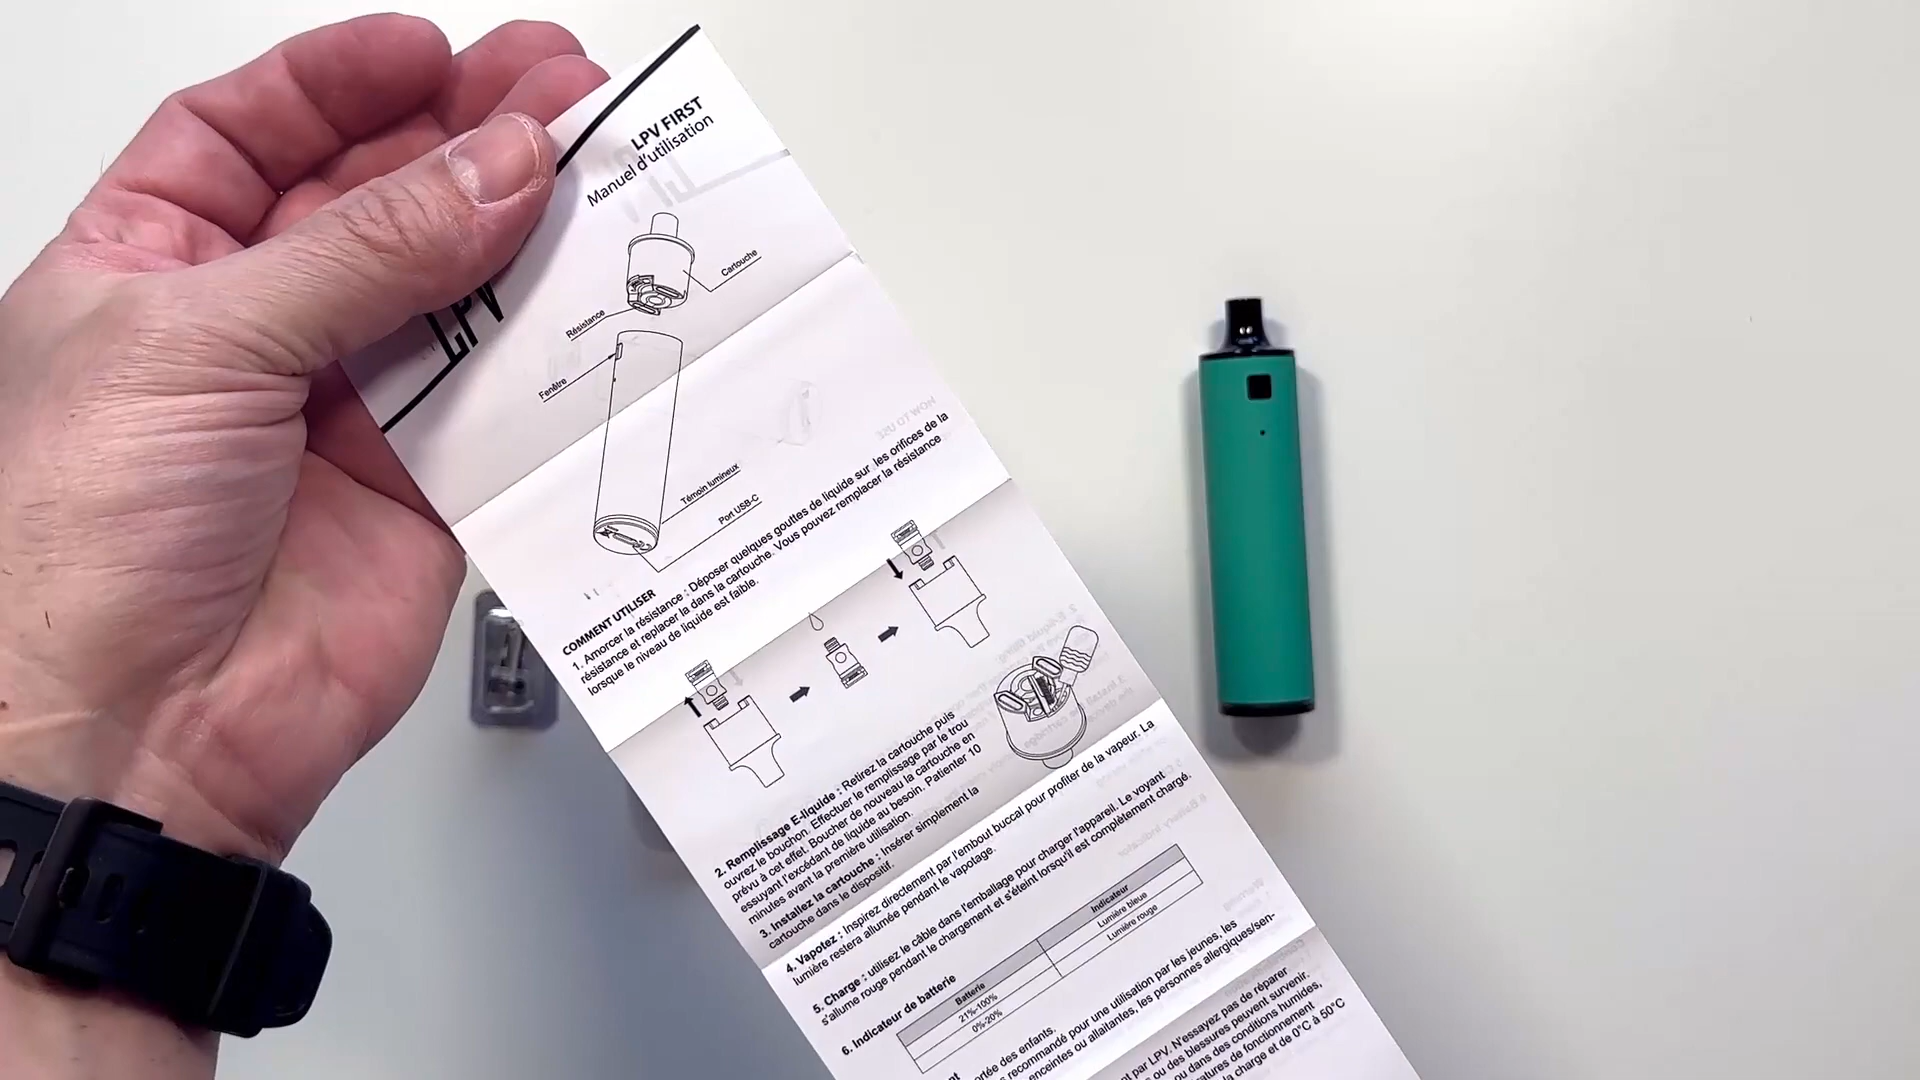 LPV FIRST
Manuel d'utilisation
LPV
Cartouche
Résistance
Fenêtre
Témoin lumineux
Port USB-C
COMMENT UTILISER
1. Amorcer la résistance : Déposer quelques gouttes de liquide sur les orifices de la
résistance et replacer la dans la cartouche. Vous pouvez remplacer la résistance
lorsque le niveau de liquide est faible.
2. Remplissage E-liquide : Retirez la cartouche puis
ouvrez le bouchon. Effectuer le remplissage par le trou
prévu à cet effet. Boucher de nouveau la cartouche en
essuyant l'excédant de liquide au besoin. Patienter 10
minutes avant la première utilisation.
3. Installez la cartouche : Insérer simplement la
cartouche dans le dispositif.
4. Vapotez : Inspirez directement par l'embout buccal pour profiter de la vapeur. La
lumière restera allumée pendant le vapotage.
5. Charge : utilisez le câble dans l'emballage pour charger l'appareil. Le voyant
s'allume rouge pendant le chargement et s'éteint lorsqu'il est complètement chargé.
6. Indicateur de batterie
Batterie Indicateur
21%-100% Lumière bleue
0%-20% Lumière rouge
portée des enfants.
s recommandé pour une utilisation par les jeunes, les
enceintes ou allaitantes, les personnes allergiques/sen-
nt par LPV. N'essayez pas de réparer
s ou des blessures peuvent survenir.
ou dans des conditions humides,
ratures de fonctionnement
la charge et de 0°C à 50°C